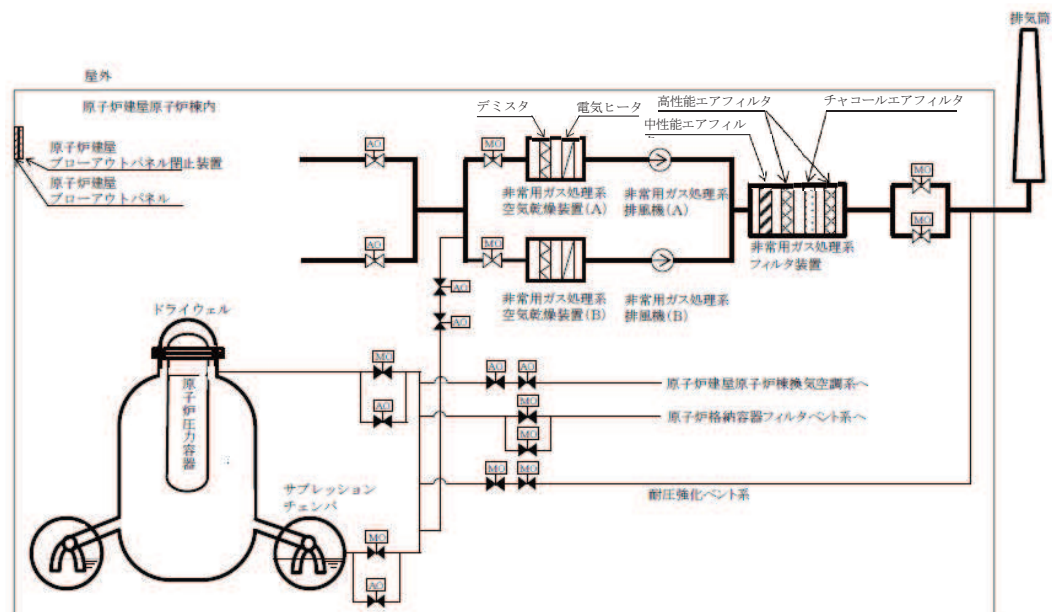 排気筒
屋外
原子炉建屋原子炉棟内
デミスタ
電気ヒータ
高性能エアフィルタ
チャコールエアフィルタ
中性能エアフィル
原子炉建屋
ブローアウトパネル閉止装置
原子炉建屋
ブローアウトパネル
AO
MO
MO
MO
非常用ガス処理系
空気乾燥装置(A)
非常用ガス処理系
排風機(A)
AO
MO
非常用ガス処理系
フィルタ装置
AO
AO
非常用ガス処理系
空気乾燥装置(B)
非常用ガス処理系
排風機(B)
ドライウェル
原子炉圧力容器
MO
AO
AO
AO
原子炉建屋原子炉棟換気空調系へ
MO
原子炉格納容器フィルタベント系へ
MO
MO
MO
耐圧強化ベント系
サプレッション
チェンバ
MO
AO